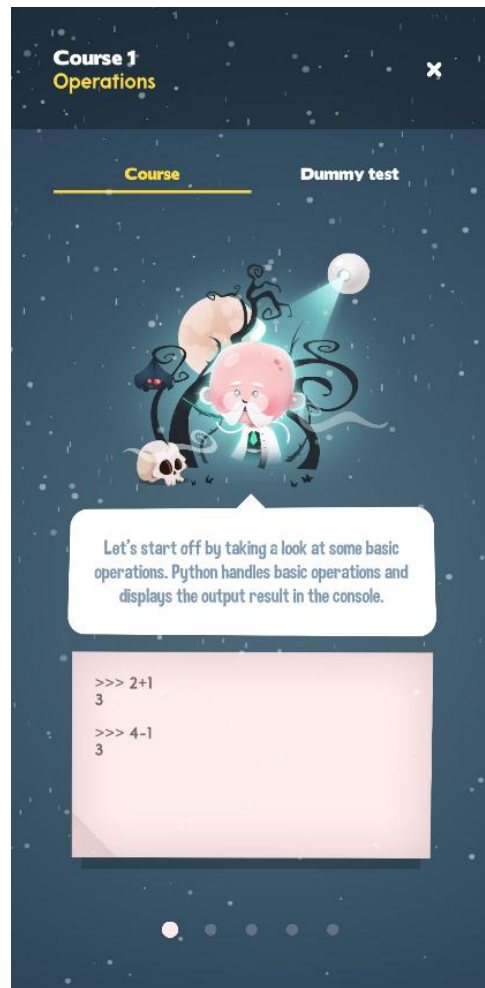 Course 1
Operations
Course
Dummy test
Let's start off by taking a look at some basic
operations. Python handles basic operations and
displays the output result in the console.
>>> 2+1
3
>>> 4-1
3